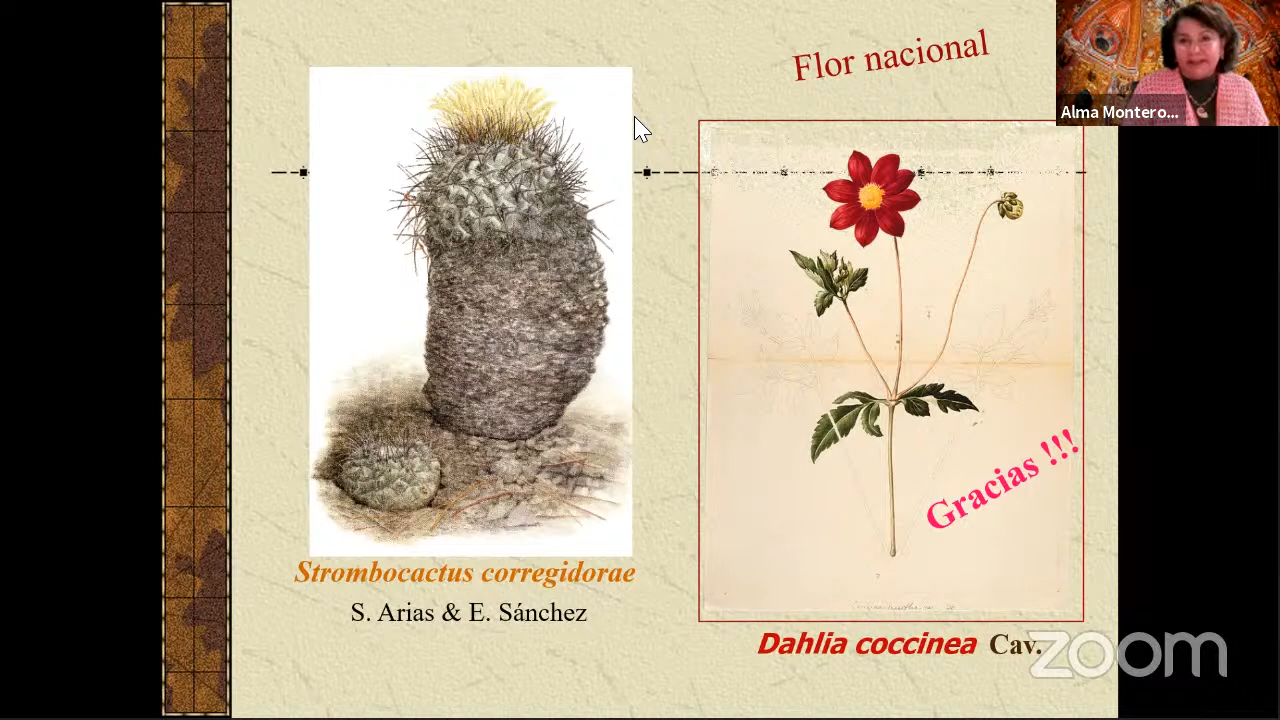 Flor nacional
Alma Montero...
Gracias !!!
Strombocactus corregidorae
S. Arias & E. Sánchez
Dahlia coccinea Cav.
zoom